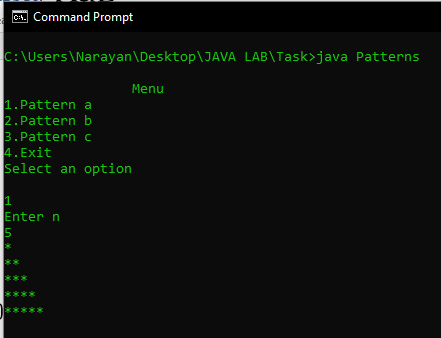 Command Prompt
C:\Users\Narayan\Desktop\JAVA LAB\Task>java Patterns
Menu
1.Pattern a
2.Pattern b
3.Pattern c
4.Exit
Select an option
1
Enter n
5
*
**
***
****
*****